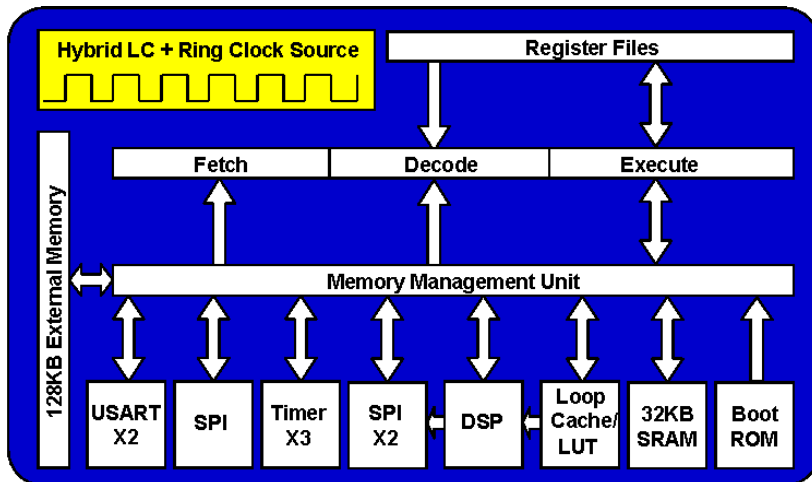 Hybrid LC + Ring Clock Source
Register Files
Fetch
Decode
Execute
128KB External Memory
Memory Management Unit
USART
X2
SPI
Timer
X3
SPI
X2
DSP
Loop
Cache/
LUT
32KB
SRAM
Boot
ROM